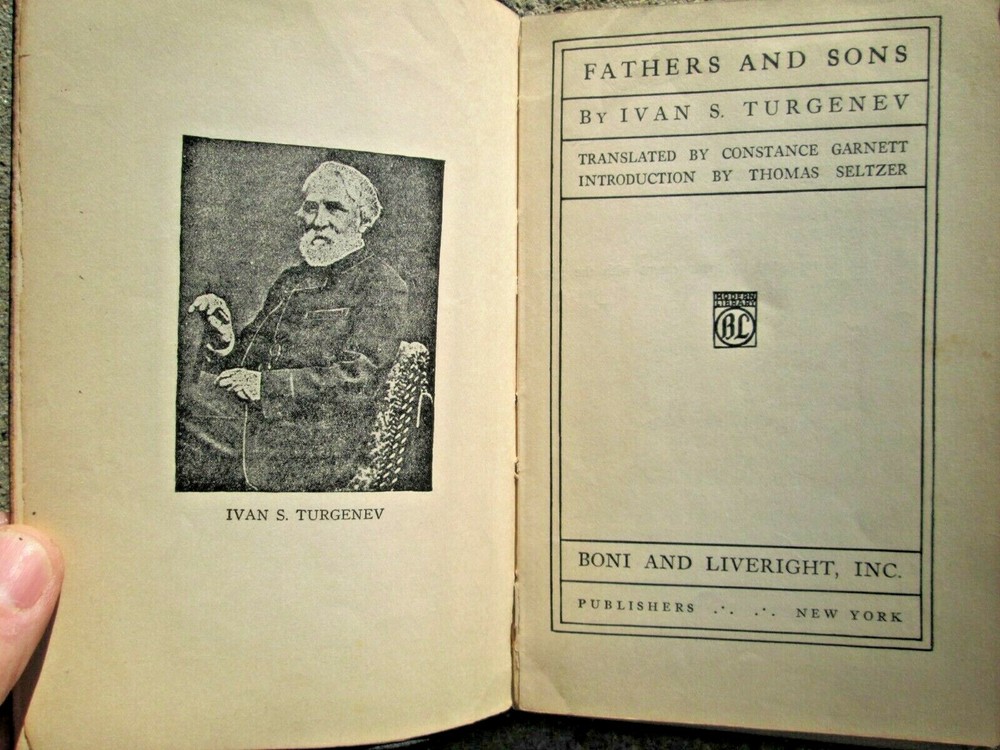 IVAN S. TURGENEV
FATHERS AND SONS
BY IVAN S. TURGENEV
TRANSLATED BY CONSTANCE GARNETT
INTRODUCTION BY THOMAS SELTZER
MODERN
LIBRARY
BL
BONI AND LIVERIGHT, INC.
PUBLISHERS ∴ ∴ NEW YORK